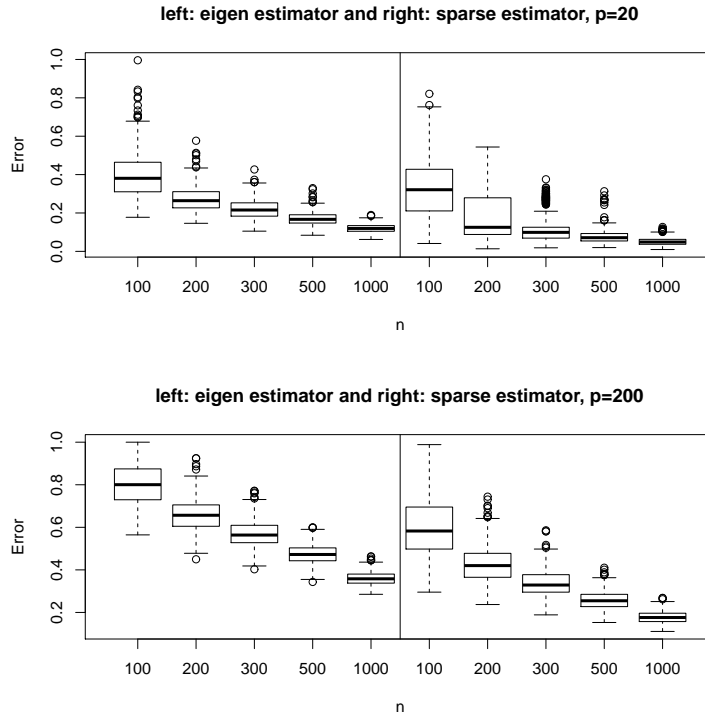 left: eigen estimator and right: sparse estimator, p=20
Error
1.0
0.8
0.6
0.4
0.2
0.0
100 200 300 500 1000 100 200 300 500 1000
n
left: eigen estimator and right: sparse estimator, p=200
Error
1.0
0.8
0.6
0.4
0.2
100 200 300 500 1000 100 200 300 500 1000
n